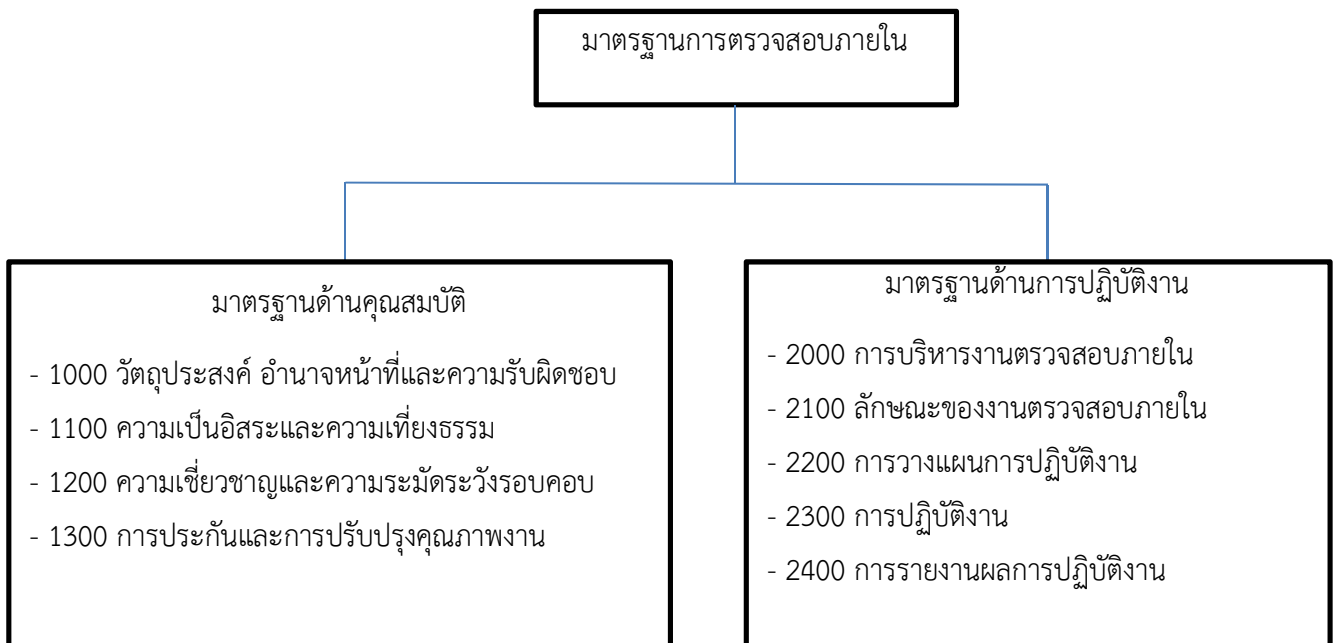 มาตรฐานการตรวจสอบภายใน
มาตรฐานด้านคุณสมบัติ
- 1000 วัตถุประสงค์ อำนาจหน้าที่และความรับผิดชอบ
- 1100 ความเป็นอิสระและความเที่ยงธรรม
- 1200 ความเชี่ยวชาญและความระมัดระวังรอบคอบ
- 1300 การประกันและการปรับปรุงคุณภาพงาน
มาตรฐานด้านการปฏิบัติงาน
- 2000 การบริหารงานตรวจสอบภายใน
- 2100 ลักษณะของงานตรวจสอบภายใน
- 2200 การวางแผนการปฏิบัติงาน
- 2300 การปฏิบัติงาน
- 2400 การรายงานผลการปฏิบัติงาน